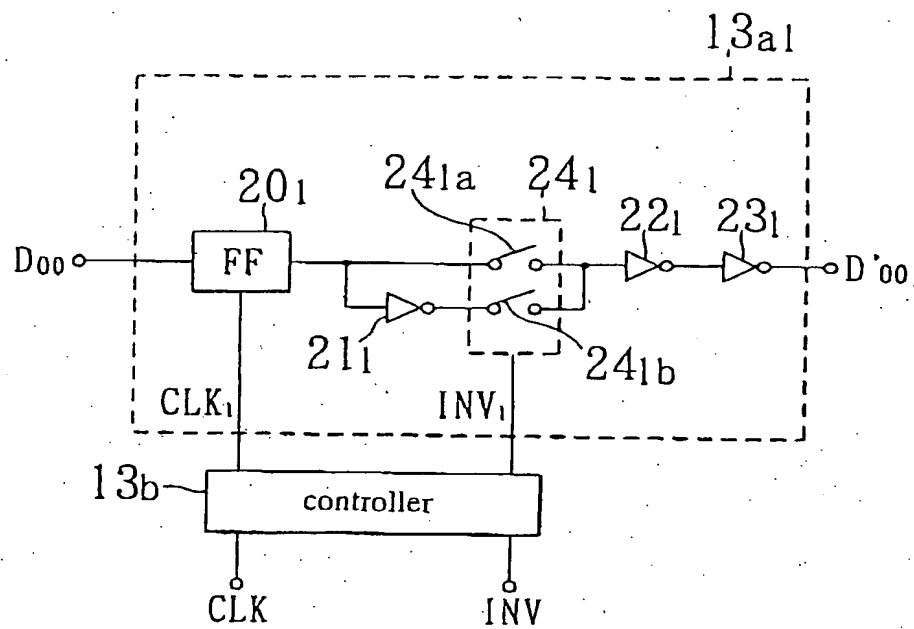 13a1
241a 241
201 221 231
D00 FF D'00
211 241b
CLK1 INV1
13b controller
CLK INV